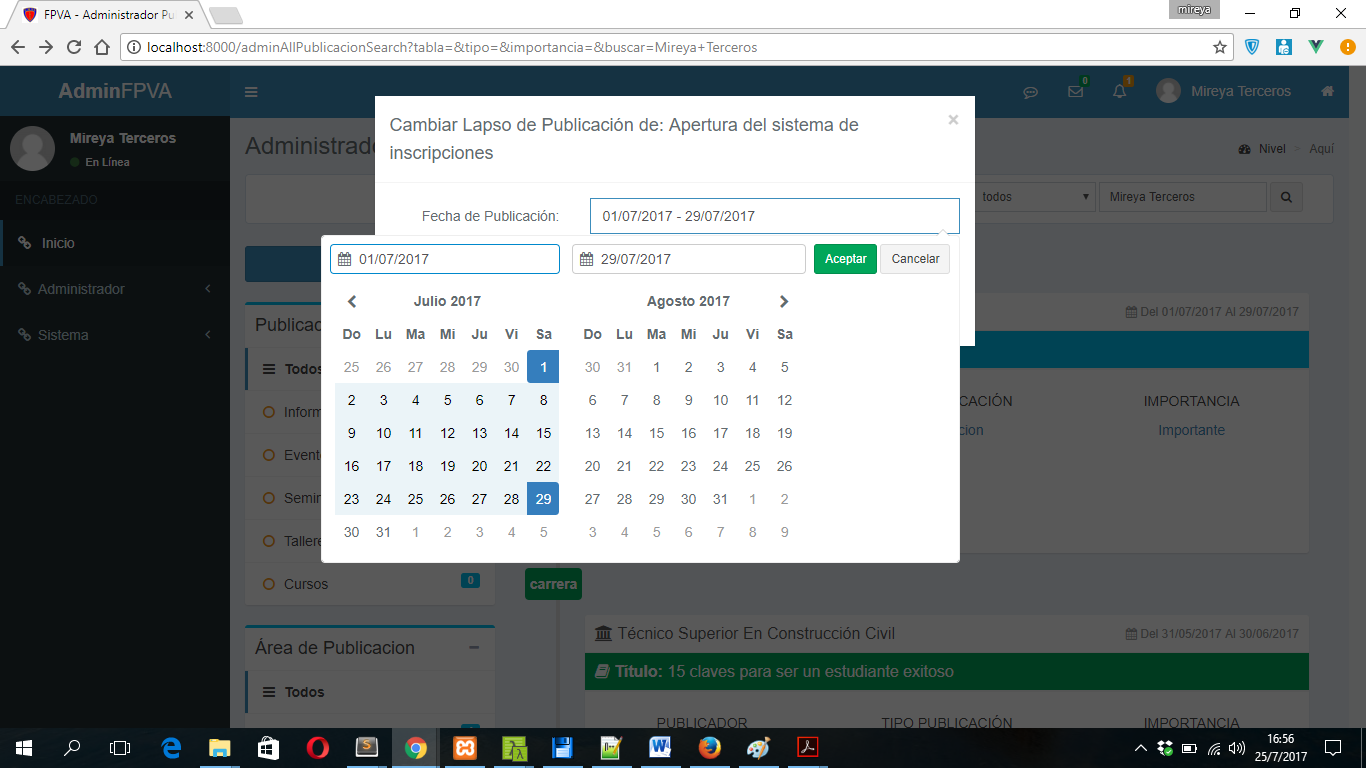 FPVA - Administrador Pu
mireya
localhost:8000/adminAllPublicacionSearch?tabla=&tipo=&importancia=&buscar=Mireya+Terceros
AdminFPVA
0
1
Mireya Terceros
Mireya Terceros
En Línea
ENCABEZADO
Inicio
Administrador
Sistema
Administrad
Nivel > Aquí
todos
Mireya Terceros
Cambiar Lapso de Publicación de: Apertura del sistema de
inscripciones
×
Fecha de Publicación:
01/07/2017 - 29/07/2017
01/07/2017
29/07/2017
Aceptar
Cancelar
Julio 2017
Do Lu Ma Mi Ju Vi Sa
25 26 27 28 29 30 1
2 3 4 5 6 7 8
9 10 11 12 13 14 15
16 17 18 19 20 21 22
23 24 25 26 27 28 29
30 31 1 2 3 4 5
Agosto 2017
Do Lu Ma Mi Ju Vi Sa
30 31 1 2 3 4 5
6 7 8 9 10 11 12
13 14 15 16 17 18 19
20 21 22 23 24 25 26
27 28 29 30 31 1 2
3 4 5 6 7 8 9
Publicac
Todos
Inform
Evento
Semin
Tallere
Cursos
0
Área de Publicacion
Todos
Del 01/07/2017 Al 29/07/2017
CACIÓN
IMPORTANCIA
cion
Importante
carrera
Técnico Superior En Construcción Civil
Del 31/05/2017 Al 30/06/2017
Titulo: 15 claves para ser un estudiante exitoso
PUBLICADOR
TIPO PUBLICACIÓN
IMPORTANCIA
16:56
25/7/2017